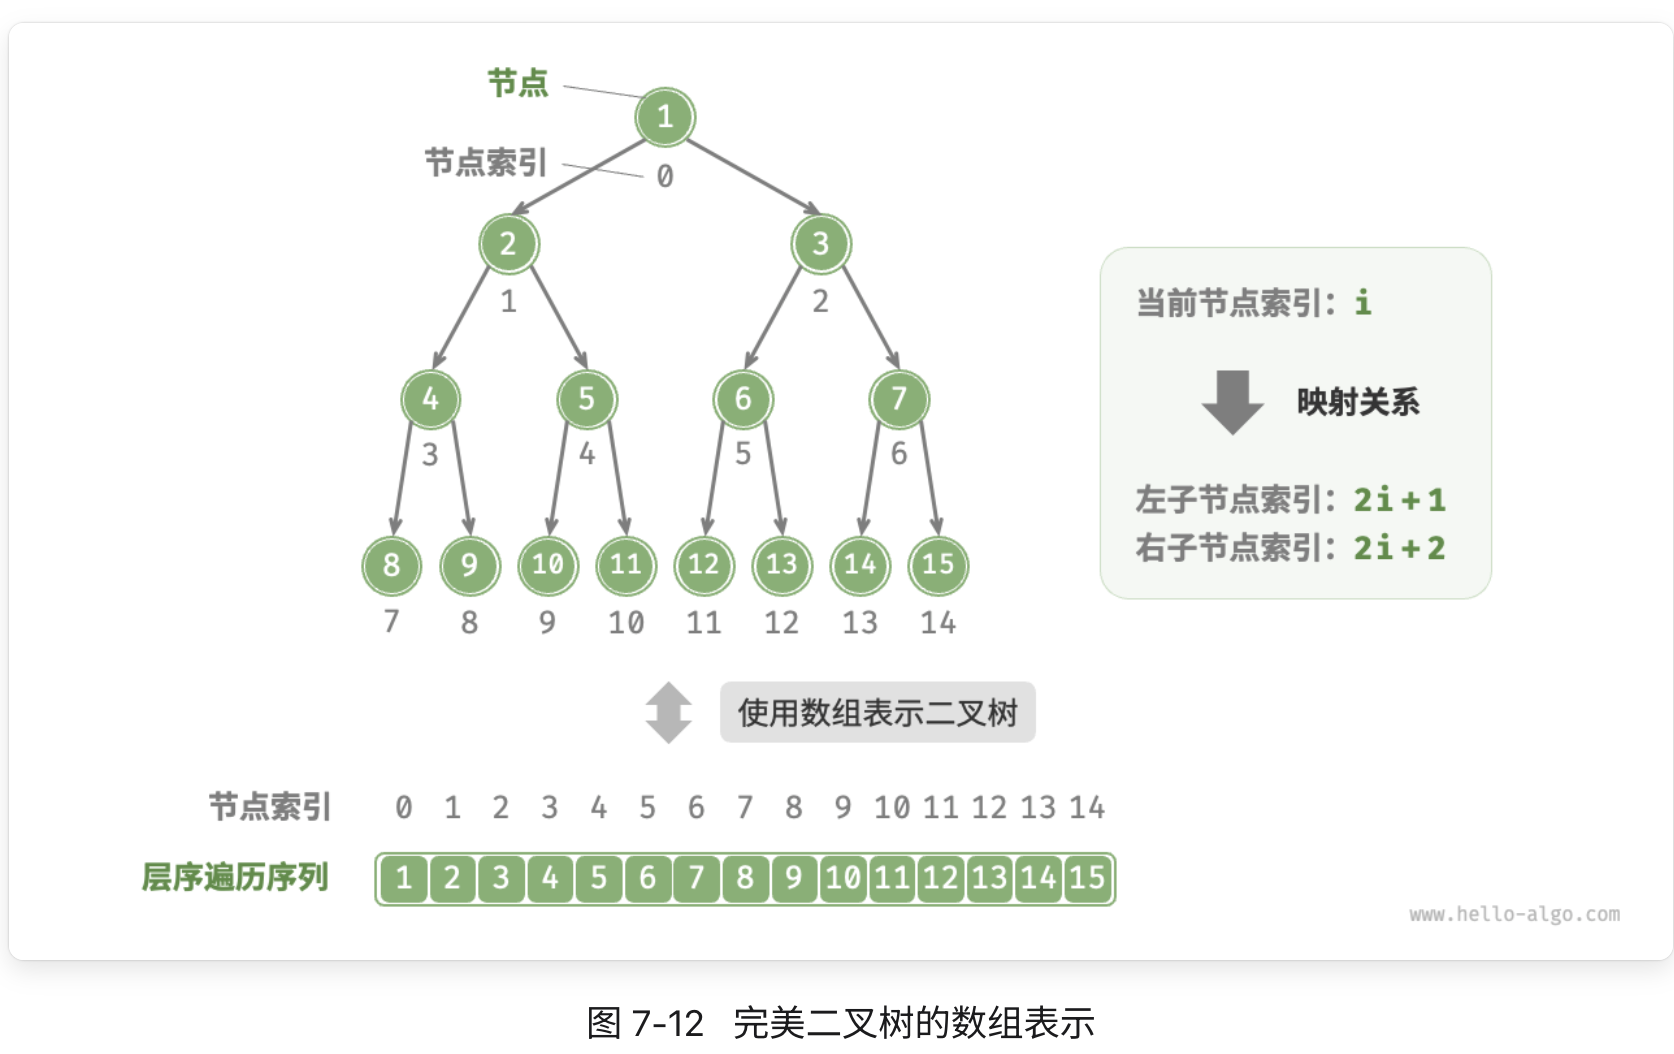 节点
1
节点索引
0
2 3
1 2
当前节点索引：i
映射关系
左子节点索引：2i+1
右子节点索引：2i+2
4 5 6 7
3 4 5 6
8 9 10 11 12 13 14 15
7 8 9 10 11 12 13 14
使用数组表示二叉树
节点索引 0 1 2 3 4 5 6 7 8 9 10 11 12 13 14
层序遍历序列 1 2 3 4 5 6 7 8 9 10 11 12 13 14 15
www.hello-algo.com
图 7-12 完美二叉树的数组表示